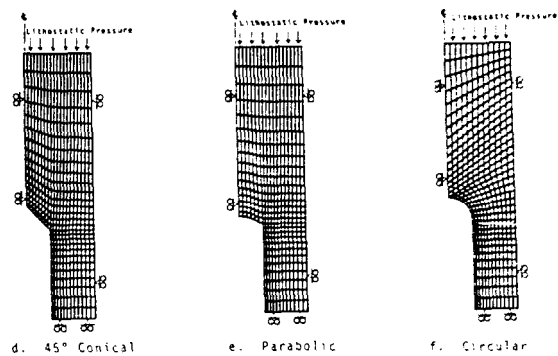 ℄ ℄ ℄
Lithostatic Pressure Lithostatic Pressure Lithostatic Pressure
d. 45° Conical e. Parabolic f. Circular